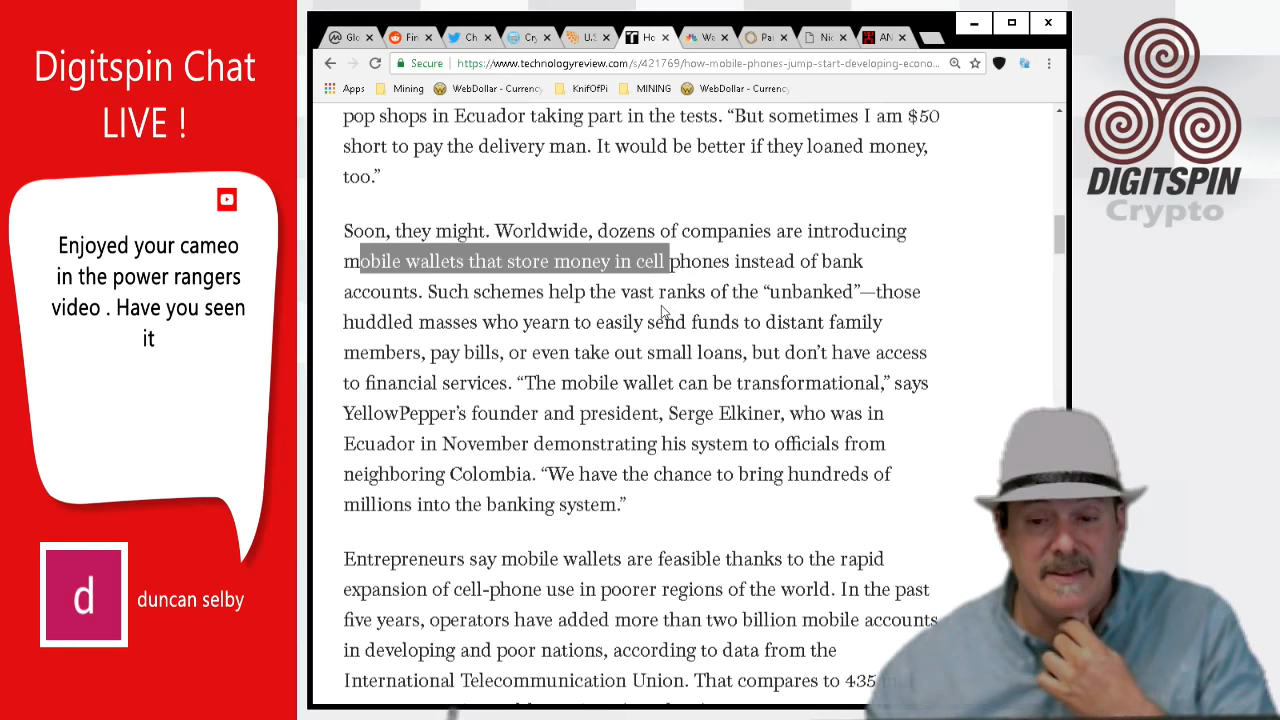 Digitspin Chat
LIVE !
Enjoyed your cameo
in the power rangers
video . Have you seen
it
d
duncan selby
Glo
Fin
Ch
Cry
U.S
Ho
Wa
Pa
Nic
AN
Secure
https://www.technologyreview.com/s/421769/how-mobile-phones-jump-start-developing-econo...
Apps
Mining
WebDollar - Currency
KnifOfPi
MINING
WebDollar - Currency
pop shops in Ecuador taking part in the tests. “But sometimes I am $50
short to pay the delivery man. It would be better if they loaned money,
too.”
Soon, they might. Worldwide, dozens of companies are introducing
mobile wallets that store money in cell phones instead of bank
accounts. Such schemes help the vast ranks of the “unbanked”—those
huddled masses who yearn to easily send funds to distant family
members, pay bills, or even take out small loans, but don’t have access
to financial services. “The mobile wallet can be transformational,” says
YellowPepper’s founder and president, Serge Elkiner, who was in
Ecuador in November demonstrating his system to officials from
neighboring Colombia. “We have the chance to bring hundreds of
millions into the banking system.”
Entrepreneurs say mobile wallets are feasible thanks to the rapid
expansion of cell-phone use in poorer regions of the world. In the past
five years, operators have added more than two billion mobile accounts
in developing and poor nations, according to data from the
International Telecommunication Union. That compares to 435
DIGITSPIN
Crypto